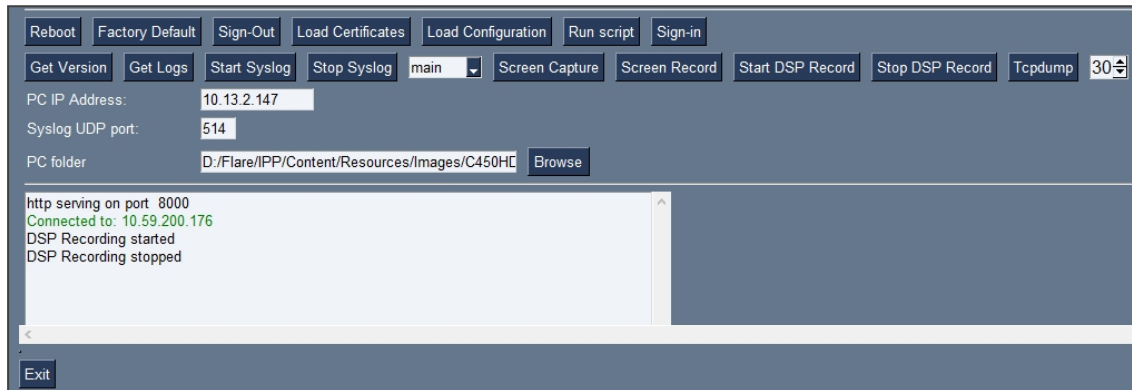 Reboot Factory Default Sign-Out Load Certificates Load Configuration Run script Sign-in
Get Version Get Logs Start Syslog Stop Syslog main Screen Capture Screen Record Start DSP Record Stop DSP Record Tcpdump 30
PC IP Address: 10.13.2.147
Syslog UDP port: 514
PC folder D:/Flare/IPP/Content/Resources/Images/C450HD Browse
http serving on port 8000
Connected to: 10.59.200.176
DSP Recording started
DSP Recording stopped
Exit